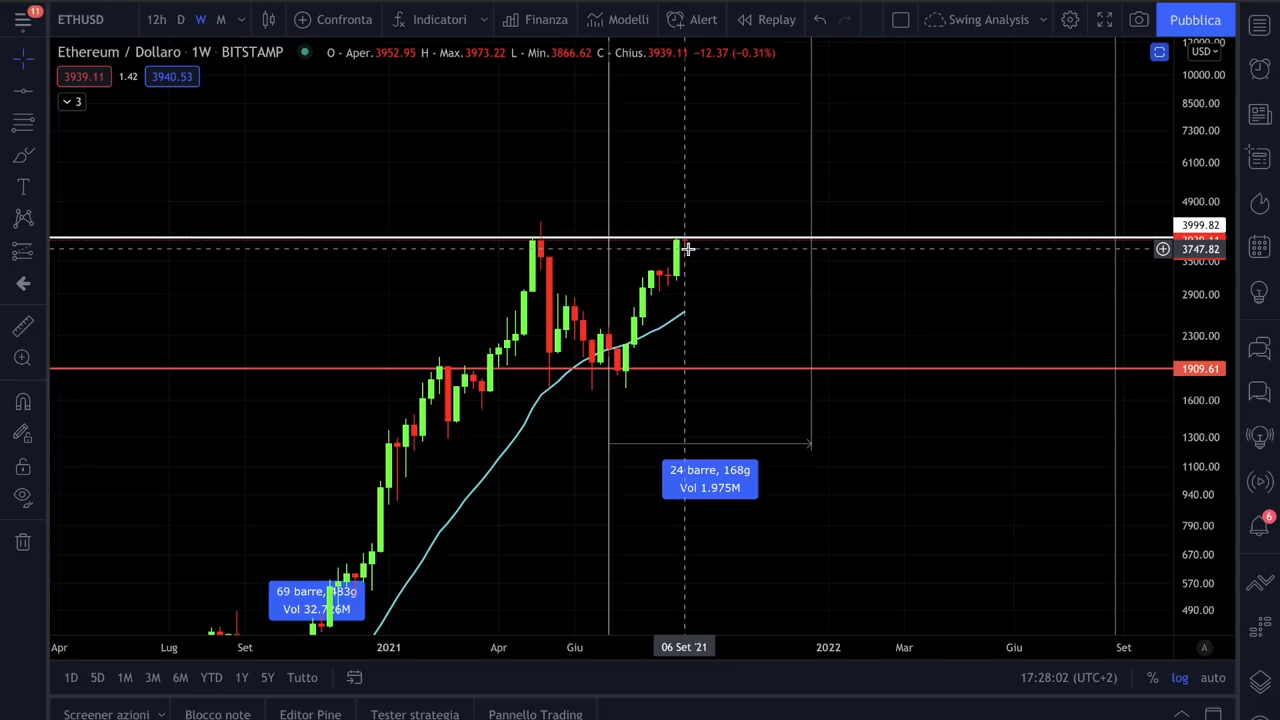 11
ETHUSD
12h D W M
Confronta
Indicatori
Finanza
Modelli
Alert
Replay
Swing Analysis
Pubblica
Ethereum / Dollaro · 1W · BITSTAMP
O - Aper.3952.95 H - Max.3973.22 L - Min.3866.62 C - Chius.3939.11 -12.37 (-0.31%)
USD
3939.11 1.42 3940.53
3
10000.00
8500.00
7300.00
6100.00
4900.00
3999.82
3747.82
3500.00
2900.00
2300.00
1909.61
1600.00
1300.00
1100.00
940.00
790.00
670.00
570.00
490.00
24 barre, 168g
Vol 1.975M
69 barre, 483g
Vol 32.726M
6
Apr Lug Set 2021 Apr Giu 06 Set '21 2022 Mar Giu Set A
1D 5D 1M 3M 6M YTD 1Y 5Y Tutto
17:28:02 (UTC+2) % log auto
Screener azioni Blocco note Editor Pine Tester strategia Pannello Trading